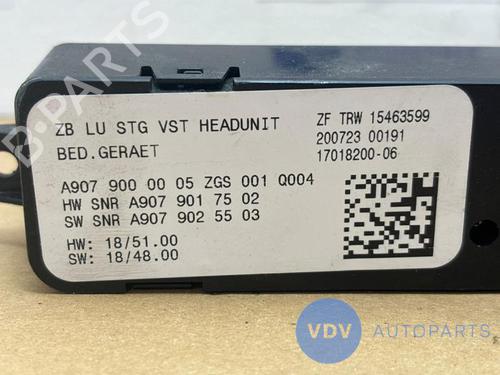 ZB LU STG VST HEADUNIT
BED.GERAET
ZF TRW 15463599
200723 00191
17018200-06
A907 900 00 05 ZGS 001 Q004
HW SNR A907 901 75 02
SW SNR A907 902 55 03
HW: 18/51.00
SW: 18/48.00
B-PARTS
VDV AUTOPARTS